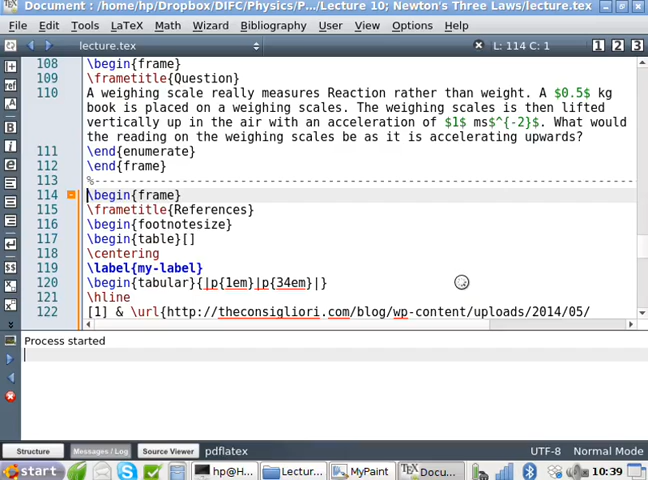 Document : /home/hp/Dropbox/DIFC/Physics/P.../Lecture 10; Newton's Three Laws/lecture.tex
File Edit Tools LaTeX Math Wizard Bibliography User View Options Help
lecture.tex L: 114 C: 1 1 2 3
108 \begin{frame}
109 \frametitle{Question}
110 A weighing scale really measures Reaction rather than weight. A $0.5$ kg
book is placed on a weighing scales. The weighing scales is then lifted
vertically up in the air with an acceleration of $1$ ms$^{-2}$. What would
the reading on the weighing scales be as it is accelerating upwards?
111 \end{enumerate}
112 \end{frame}
113 %----------------------------------------------------------------
114 \begin{frame}
115 \frametitle{References}
116 \begin{footnotesize}
117 \begin{table}[]
118 \centering
119 \label{my-label}
120 \begin{tabular}{|p{1em}|p{34em}|}
121 \hline
122 [1] & \url{http://theconsigliori.com/blog/wp-content/uploads/2014/05/
Process started
Structure Messages / Log Source Viewer pdflatex UTF-8 Normal Mode
start hp@H... Lectur... MyPaint TEX Docu... 10:39